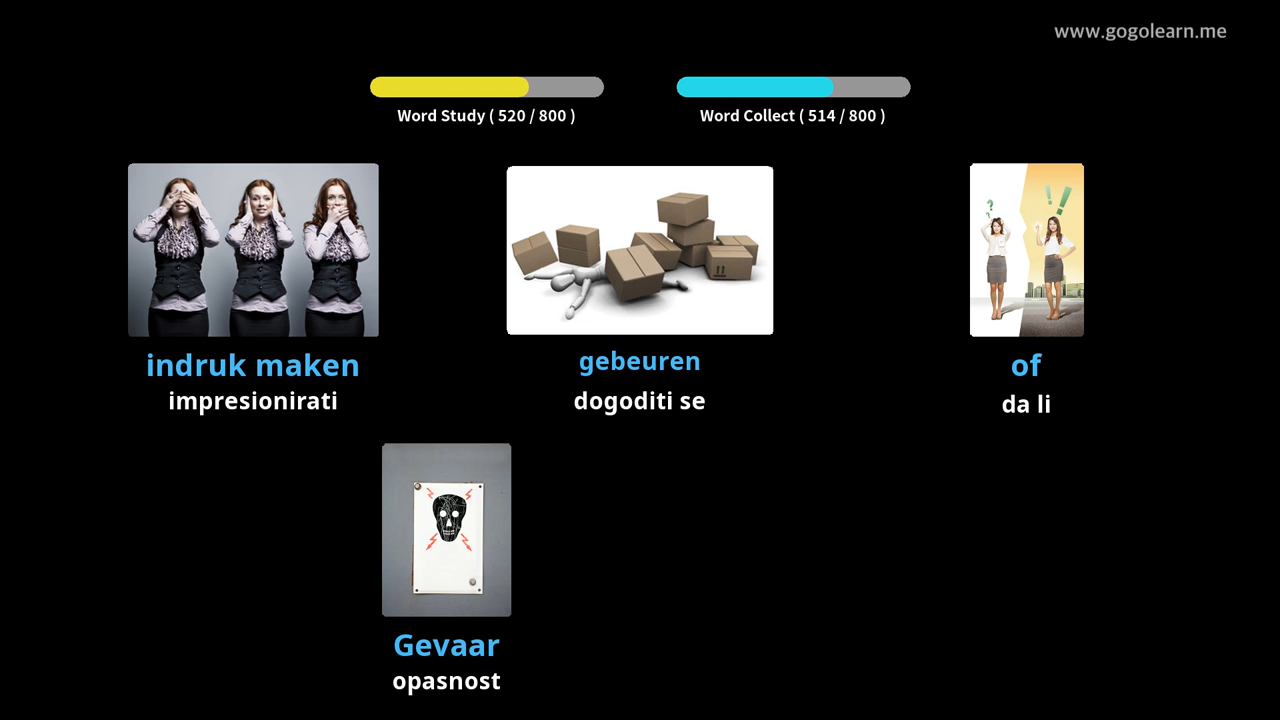 www.gogolearn.me
Word Study ( 520 / 800 )
Word Collect ( 514 / 800 )
indruk maken
impresionirati
gebeuren
dogoditi se
of
da li
Gevaar
opasnost